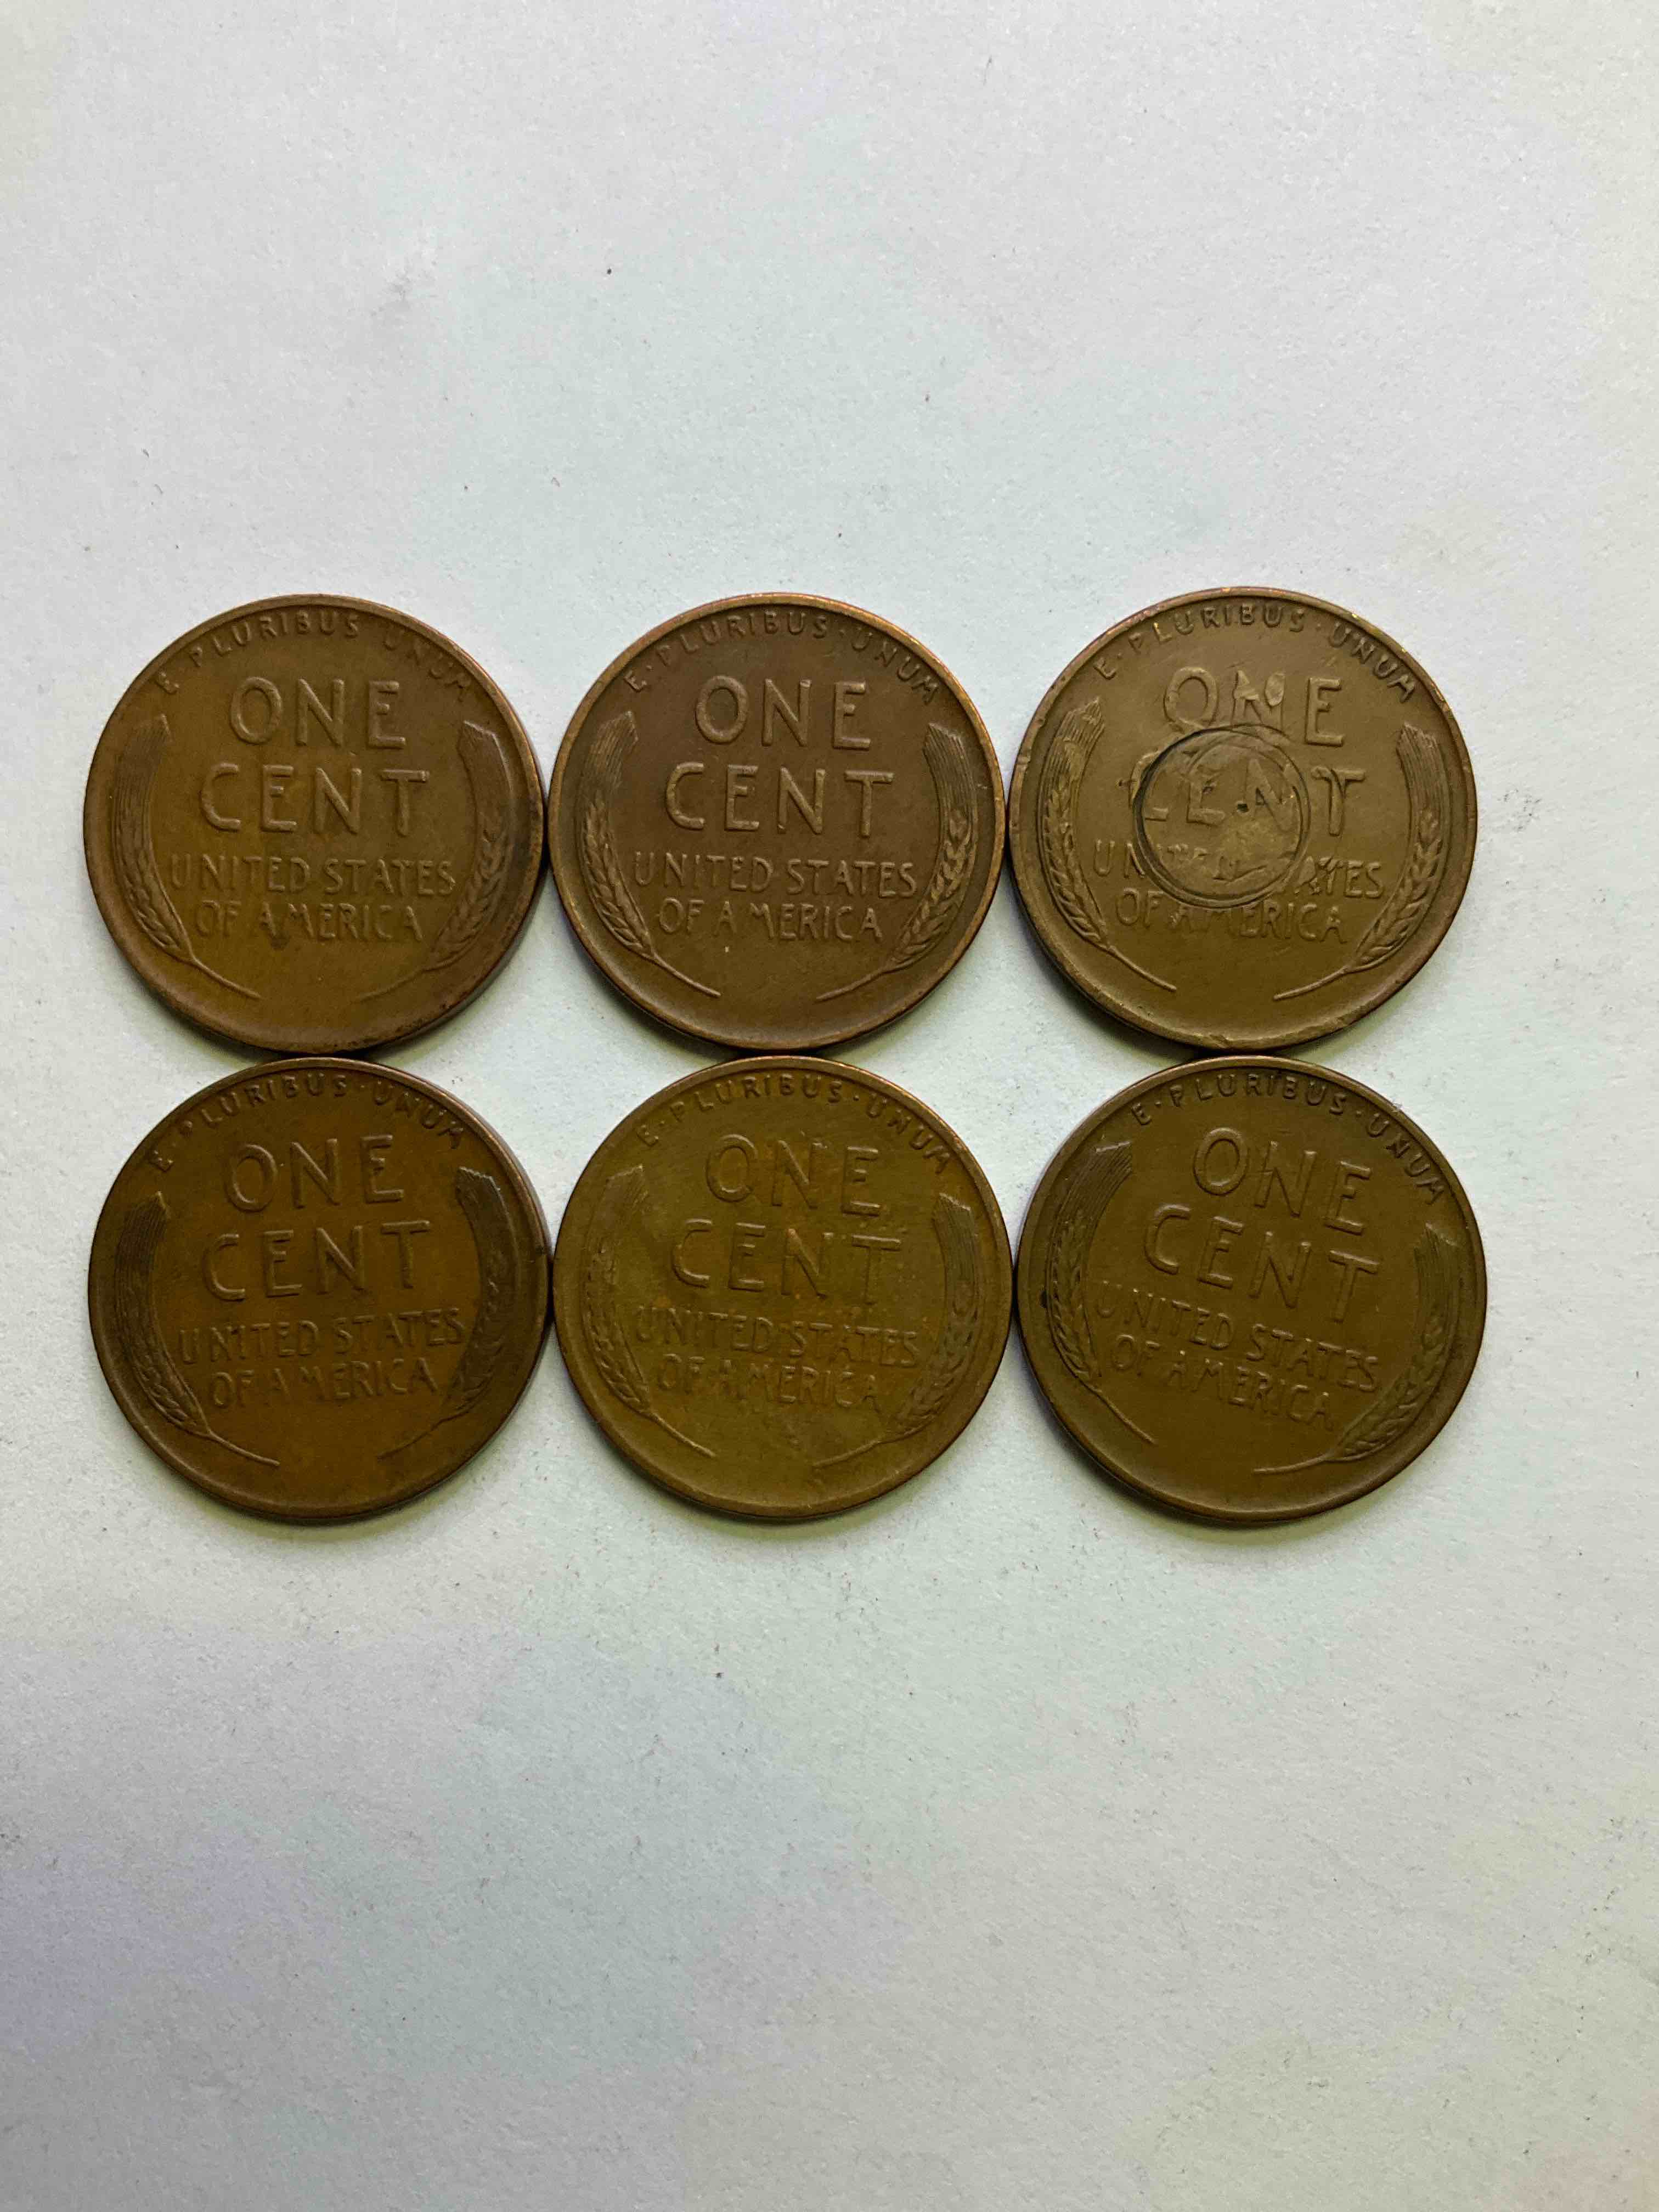 E PLURIBUS UNUM
ONE
CENT
UNITED STATES
OF AMERICA
E·PLURIBUS·UNUM
ONE
CENT
UNITED STATES
OF AMERICA
E·PLURIBUS·UNUM
ONE
CENT
OF AMERICA
E·PLURIBUS·UNUM
ONE
CENT
UNITED STATES
OF AMERICA
E·PLURIBUS·UNUM
ONE
CENT
UNITED STATES
OF AMERICA
E·PLURIBUS·UNUM
ONE
CENT
UNITED STATES
OF AMERICA